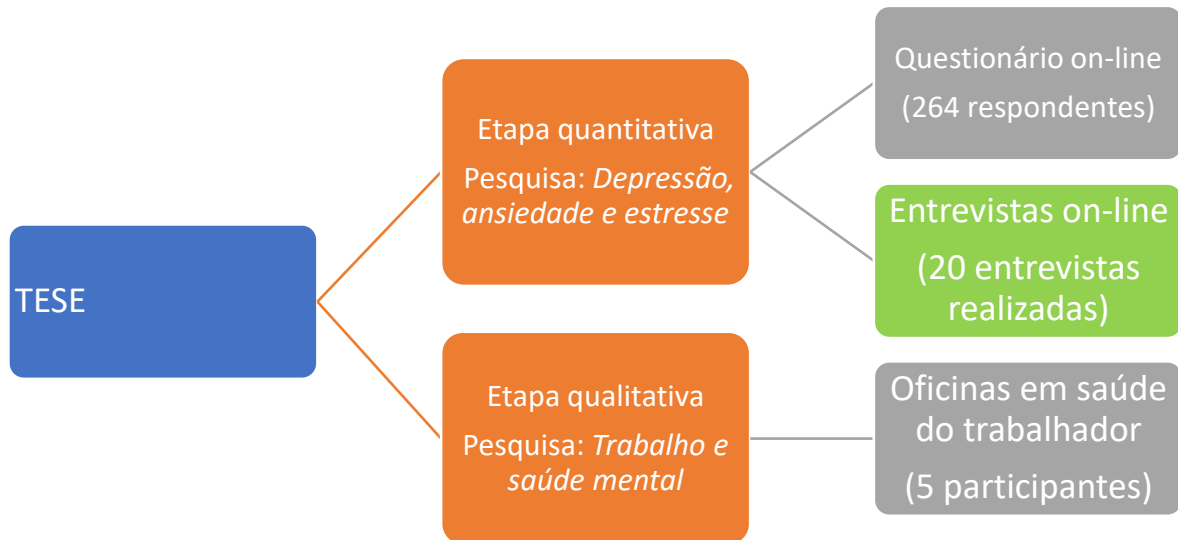 TESE
Etapa quantitativa
Pesquisa: Depressão,
ansiedade e estresse
Questionário on-line
(264 respondentes)
Entrevistas on-line
(20 entrevistas
realizadas)
Etapa qualitativa
Pesquisa: Trabalho e
saúde mental
Oficinas em saúde
do trabalhador
(5 participantes)